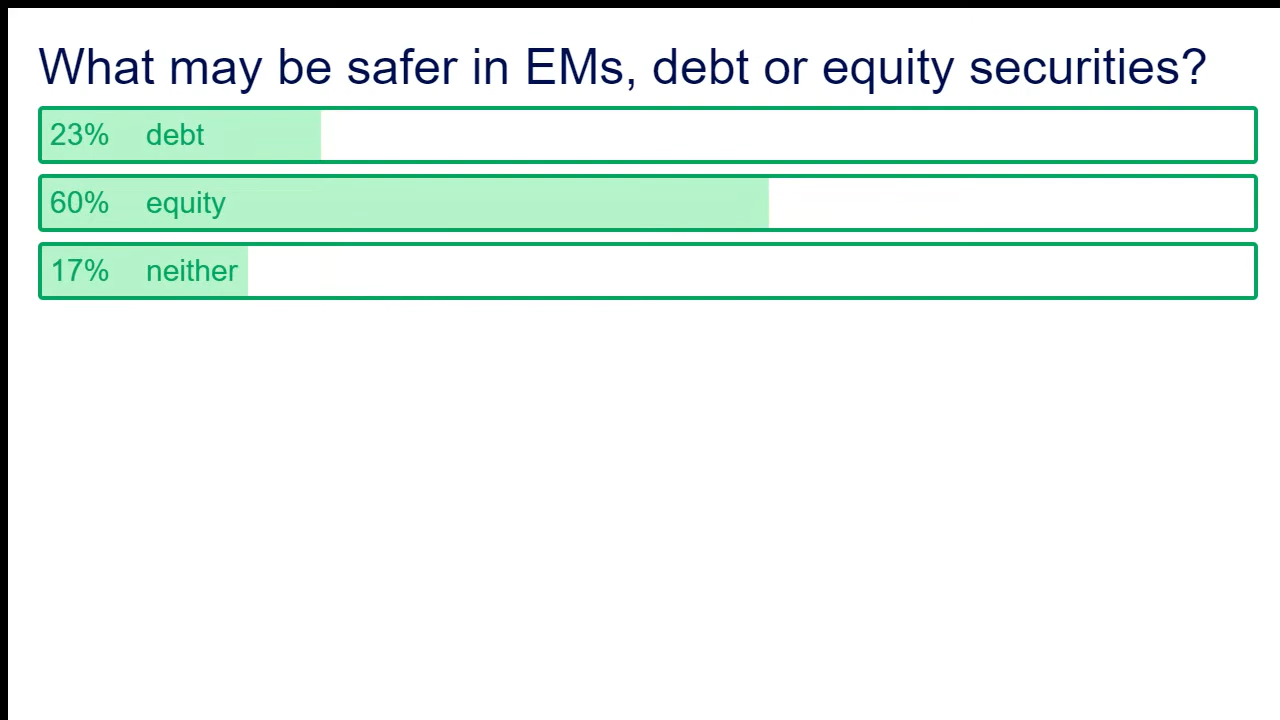 What may be safer in EMs, debt or equity securities?
23% debt
60% equity
17% neither